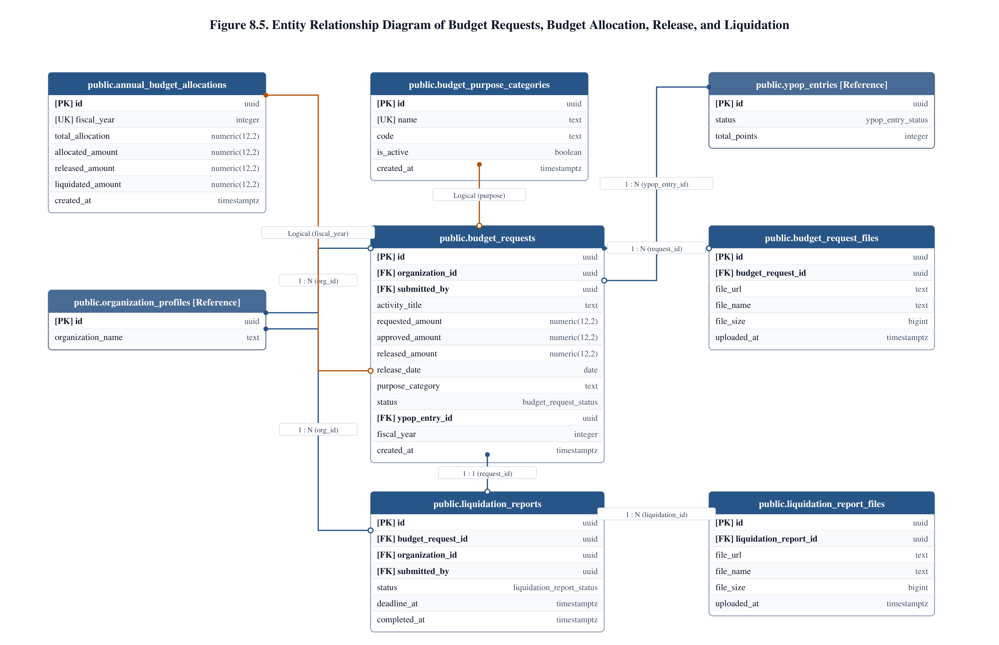 Figure 8.5. Entity Relationship Diagram of Budget Requests, Budget Allocation, Release, and Liquidation
public.annual_budget_allocations
[PK] id uuid
[UK] fiscal_year integer
total_allocation numeric(12,2)
allocated_amount numeric(12,2)
released_amount numeric(12,2)
liquidated_amount numeric(12,2)
created_at timestamptz
public.budget_purpose_categories
[PK] id uuid
[UK] name text
code text
is_active boolean
created_at timestamptz
public.ypop_entries [Reference]
[PK] id uuid
status ypop_entry_status
total_points integer
1 : N (ypop_entry_id)
Logical (purpose)
Logical (fiscal_year)
1 : N (org_id)
public.organization_profiles [Reference]
[PK] id uuid
organization_name text
public.budget_requests
[PK] id uuid
[FK] organization_id uuid
[FK] submitted_by uuid
activity_title text
requested_amount numeric(12,2)
approved_amount numeric(12,2)
released_amount numeric(12,2)
release_date date
purpose_category text
status budget_request_status
[FK] ypop_entry_id uuid
fiscal_year integer
created_at timestamptz
1 : N (request_id)
public.budget_request_files
[PK] id uuid
[FK] budget_request_id uuid
file_url text
file_name text
file_size bigint
uploaded_at timestamptz
1 : N (org_id)
1 : 1 (request_id)
public.liquidation_reports
[PK] id uuid
[FK] budget_request_id uuid
[FK] organization_id uuid
[FK] submitted_by uuid
status liquidation_report_status
deadline_at timestamptz
completed_at timestamptz
1 : N (liquidation_id)
public.liquidation_report_files
[PK] id uuid
[FK] liquidation_report_id uuid
file_url text
file_name text
file_size bigint
uploaded_at timestamptz